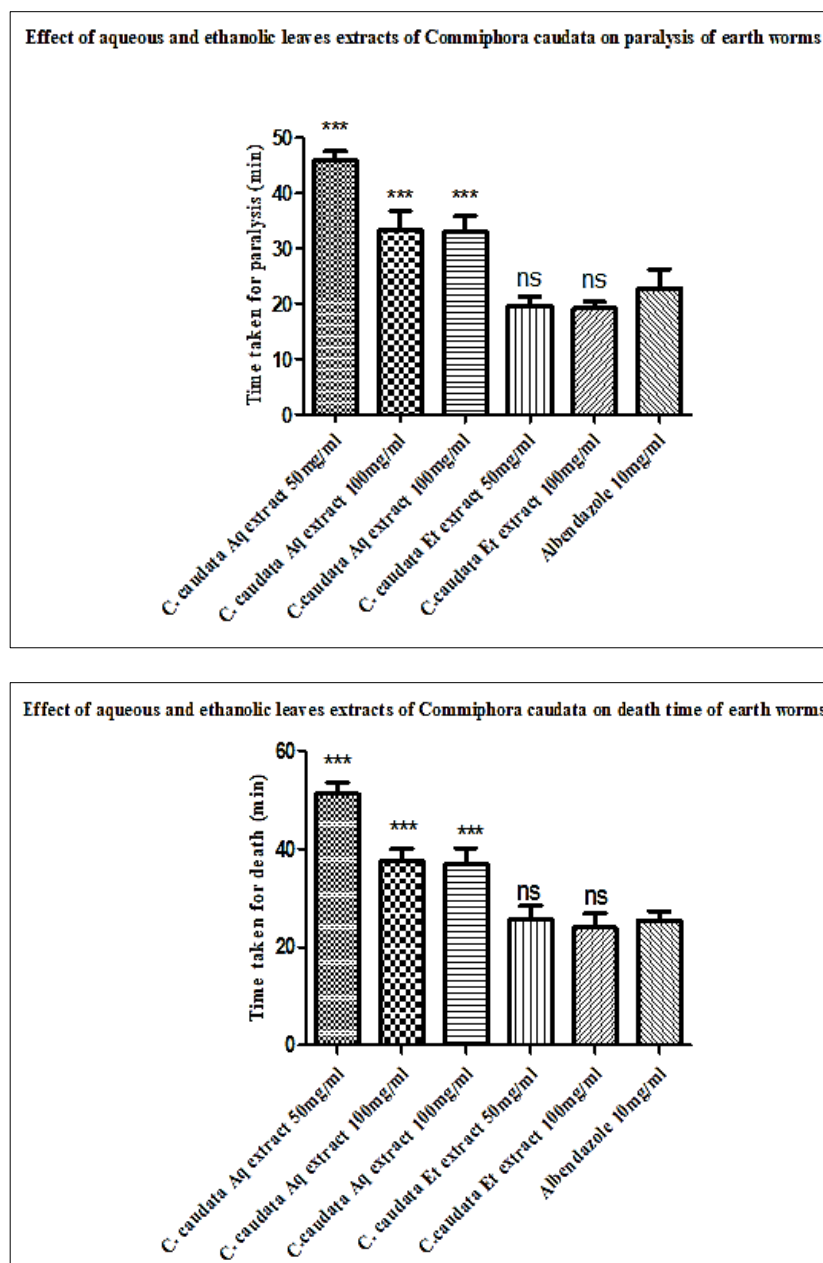 Effect of aqueous and ethanolic leaves extracts of Commiphora caudata on paralysis of earth worms
Time taken for paralysis (min)
50
40
30
20
10
0
***
***
***
ns
ns
C. caudata Aq extract 50mg/ml
C. caudata Aq extract 100mg/ml
C.caudata Aq extract 100mg/ml
C. caudata Et extract 50mg/ml
C.caudata Et extract 100mg/ml
Albendazole 10mg/ml
Effect of aqueous and ethanolic leaves extracts of Commiphora caudata on death time of earth worms
Time taken for death (min)
60
40
20
0
***
***
***
ns
ns
C. caudata Aq extract 50mg/ml
C. caudata Aq extract 100mg/ml
C.caudata Aq extract 100mg/ml
C. caudata Et extract 50mg/ml
C.caudata Et extract 100mg/ml
Albendazole 10mg/ml